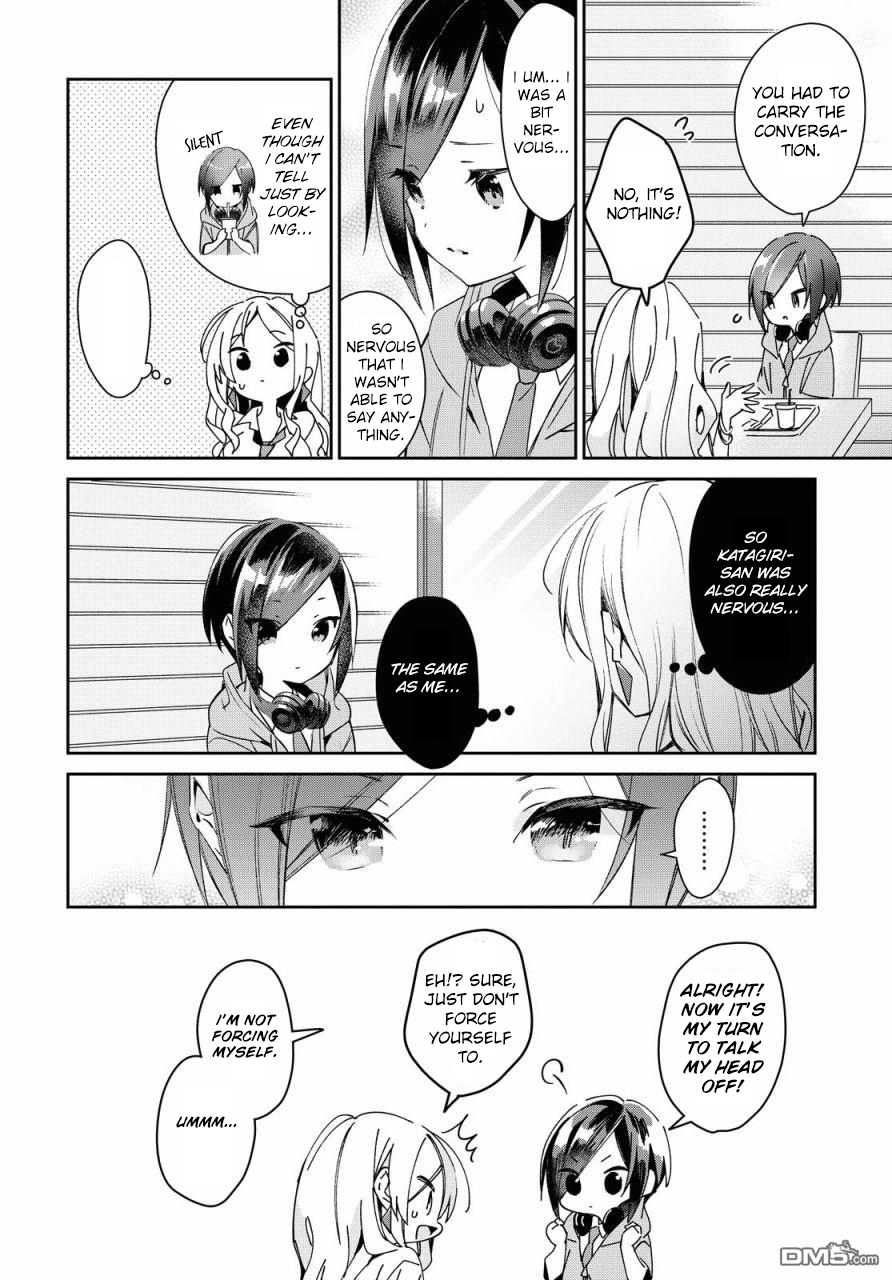 YOU HAD TO
CARRY THE
CONVERSA-
TION.
NO, IT'S
NOTHING!
I UM... I
WAS A
BIT
NER-
VOUS...
SO
NERVOUS
THAT I
WASN'T
ABLE TO
SAY ANY-
THING.
EVEN
THOUGH
I CAN'T
TELL
JUST BY
LOOK-
ING...
SILENT
SO
KATAGIRI-
SAN WAS
ALSO REALLY
NERVOUS...
THE SAME
AS ME...
.........
ALRIGHT!
NOW IT'S
MY TURN
TO TALK
MY HEAD
OFF!
EH!? SURE,
JUST DON'T
FORCE
YOURSELF
TO.
I'M NOT
FORCING
MYSELF.
UMMM...
DM5.com